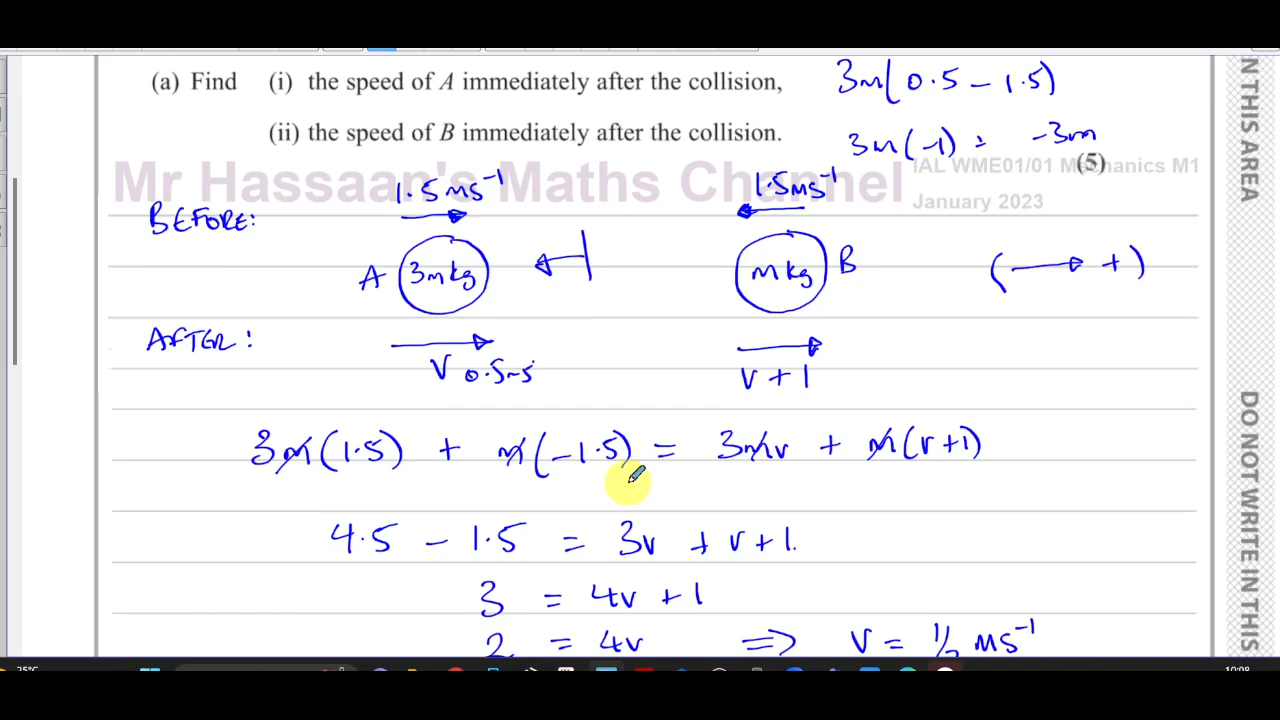 (a) Find (i) the speed of A immediately after the collision,
3m(0.5 - 1.5)
(ii) the speed of B immediately after the collision.
3m(-1) = -3m
(5)
Mr Hassaan's Maths Channel
IAL WME01/01 Mechanics M1
January 2023
1.5ms⁻¹ 1.5ms⁻¹
BEFORE:
A 3m kg m kg B ( → + )
AFTER:
V 0.5ms V + 1
3m(1.5) + m(-1.5) = 3mv + m(v+1)
4.5 - 1.5 = 3v + v + 1.
3 = 4v + 1
2 = 4v => V = 1/2 ms⁻¹
N THIS AREA
DO NOT WRITE IN THIS
25°C
10:08